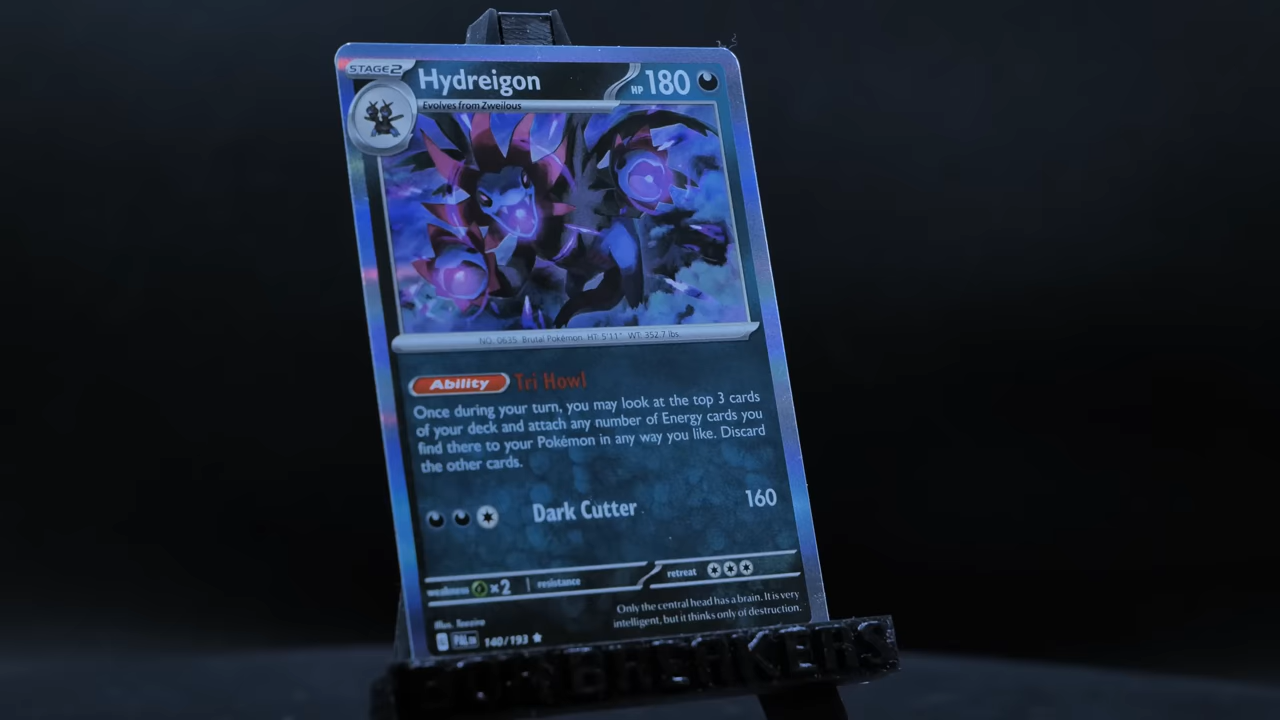 STAGE2
Hydreigon
HP 180
Evolves from Zweilous
NO. 0635 Brutal Pokémon HT: 5'11" WT: 352.7 lbs.
Ability Tri Howl
Once during your turn, you may look at the top 3 cards
of your deck and attach any number of Energy cards you
find there to your Pokémon in any way you like. Discard
the other cards.
Dark Cutter 160
weakness ×2 resistance retreat
Only the central head has a brain. It is very
intelligent, but it thinks only of destruction.
Illus.
PAL EN 140/193